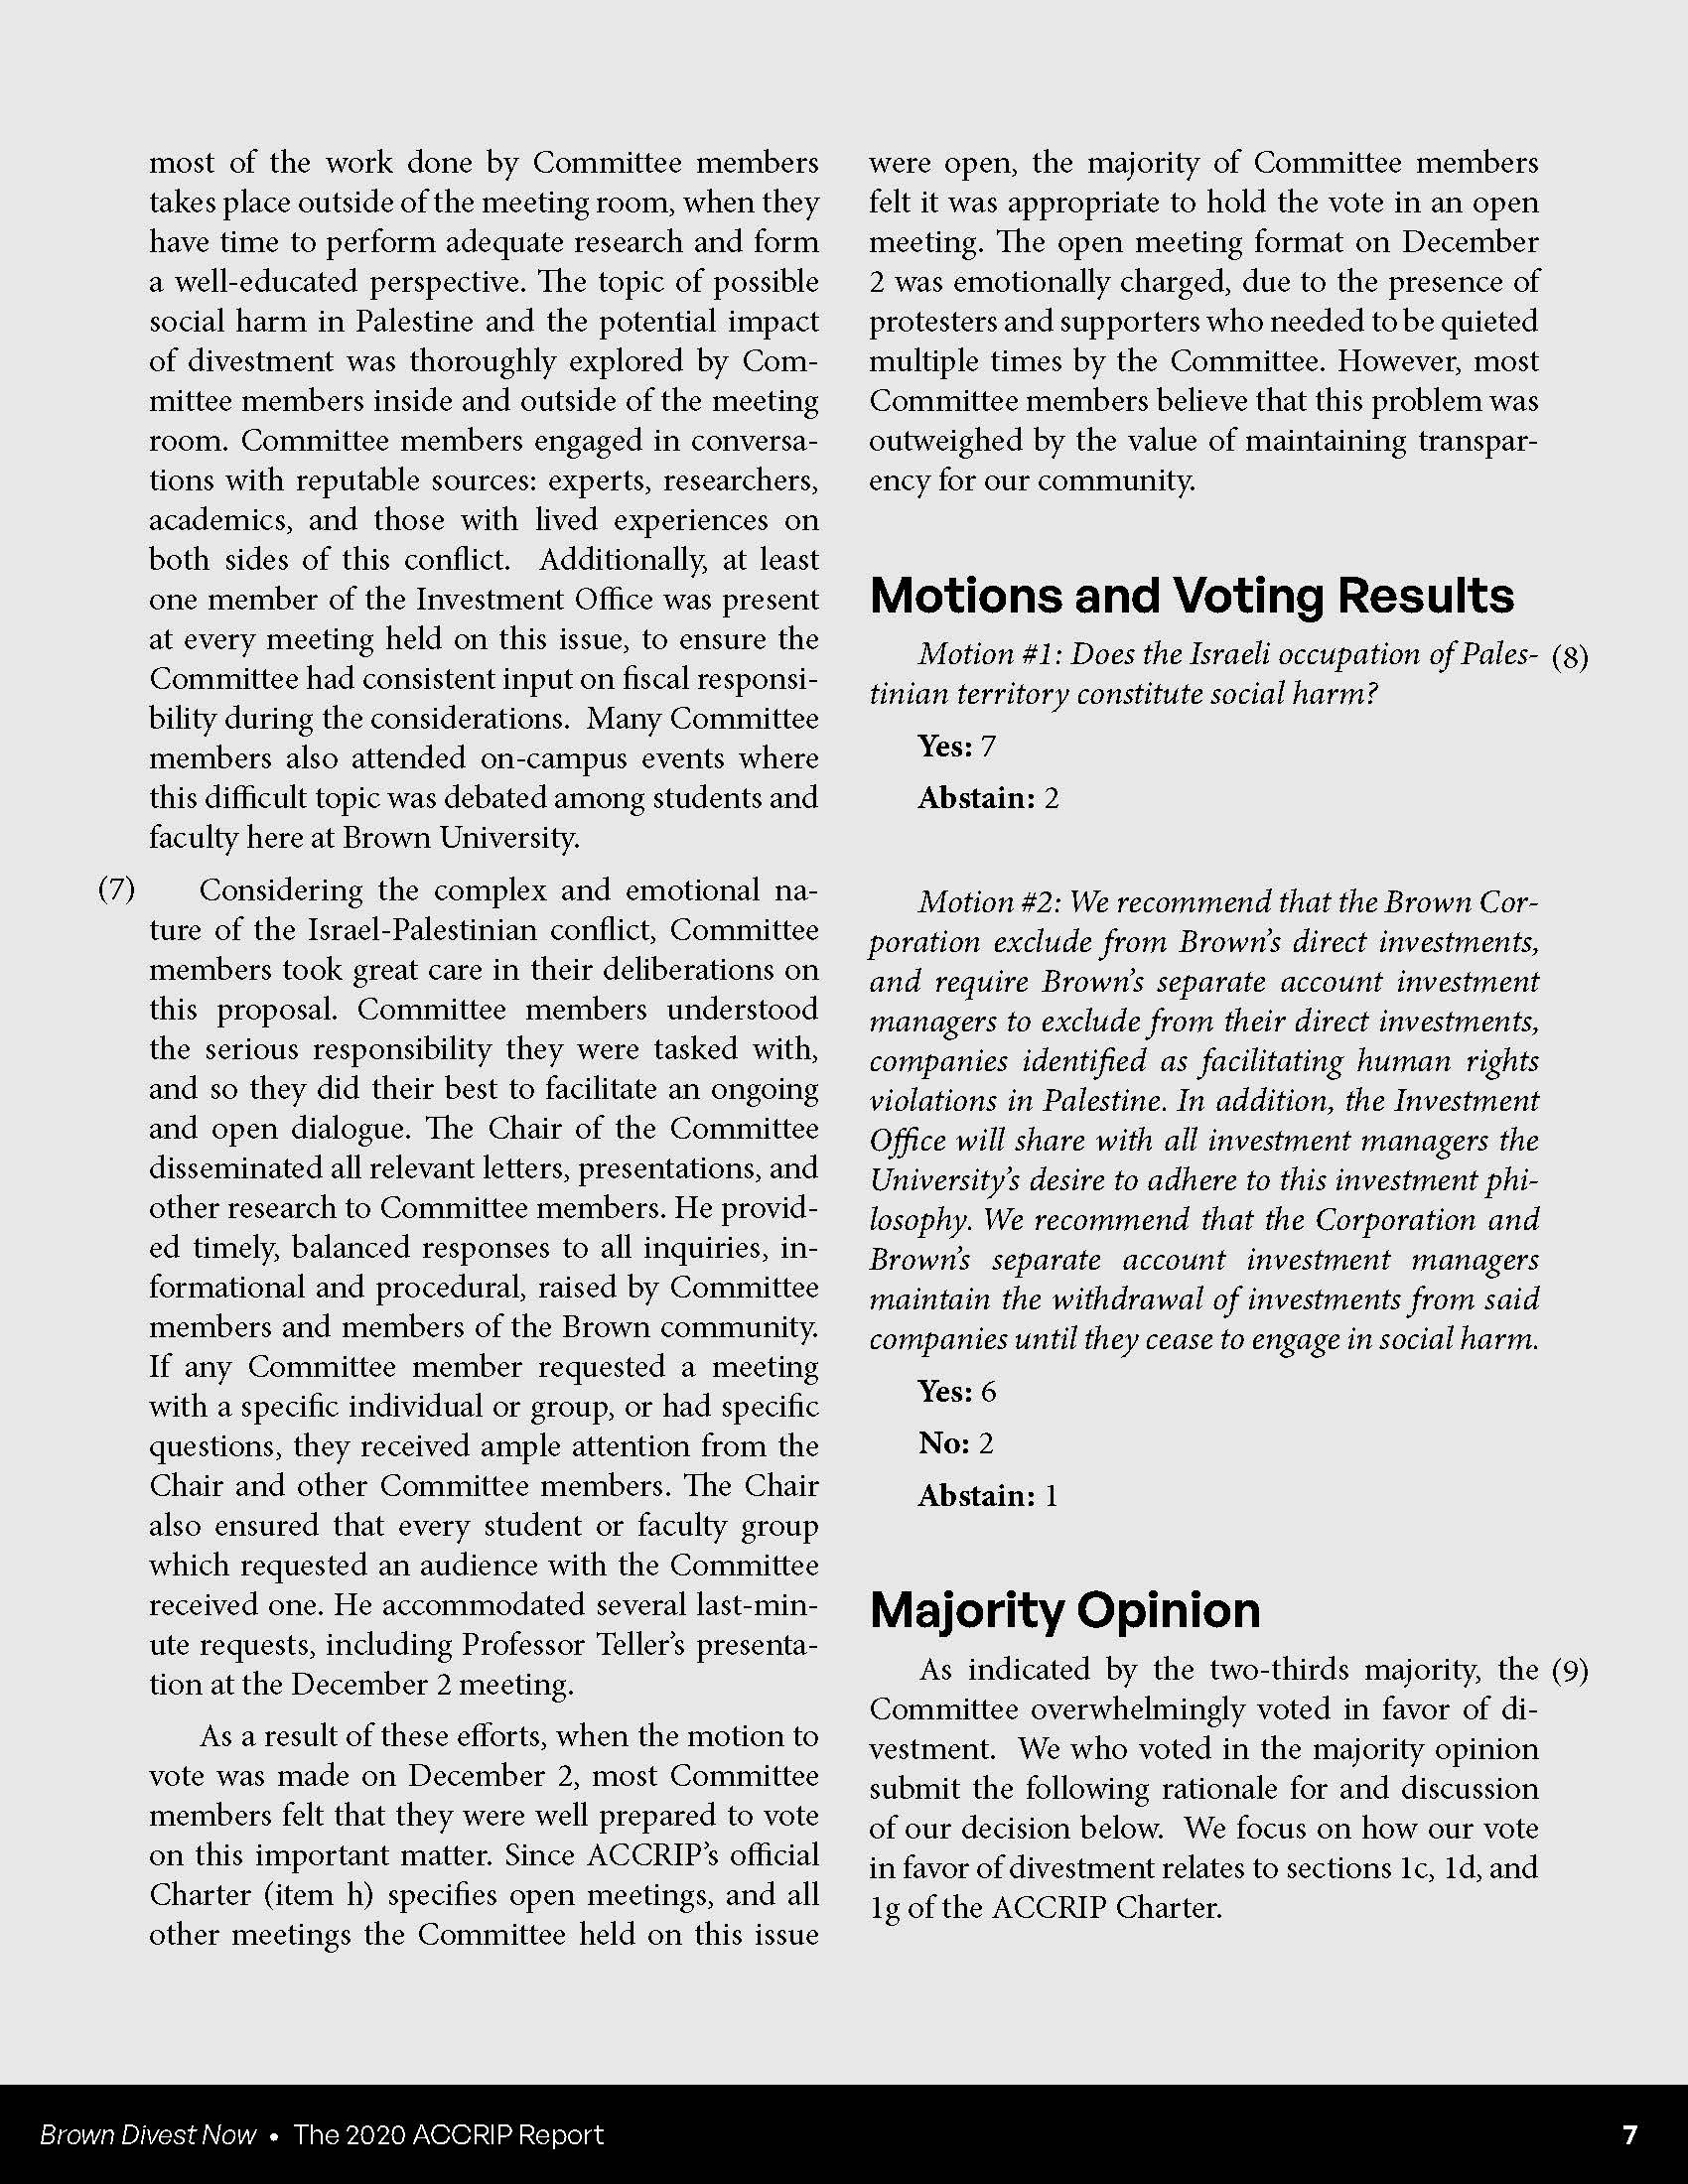 most of the work done by Committee members
takes place outside of the meeting room, when they
have time to perform adequate research and form
a well-educated perspective. The topic of possible
social harm in Palestine and the potential impact
of divestment was thoroughly explored by Com-
mittee members inside and outside of the meeting
room. Committee members engaged in conversa-
tions with reputable sources: experts, researchers,
academics, and those with lived experiences on
both sides of this conflict. Additionally, at least
one member of the Investment Office was present
at every meeting held on this issue, to ensure the
Committee had consistent input on fiscal responsi-
bility during the considerations. Many Committee
members also attended on-campus events where
this difficult topic was debated among students and
faculty here at Brown University.
(7) Considering the complex and emotional na-
ture of the Israel-Palestinian conflict, Committee
members took great care in their deliberations on
this proposal. Committee members understood
the serious responsibility they were tasked with,
and so they did their best to facilitate an ongoing
and open dialogue. The Chair of the Committee
disseminated all relevant letters, presentations, and
other research to Committee members. He provid-
ed timely, balanced responses to all inquiries, in-
formational and procedural, raised by Committee
members and members of the Brown community.
If any Committee member requested a meeting
with a specific individual or group, or had specific
questions, they received ample attention from the
Chair and other Committee members. The Chair
also ensured that every student or faculty group
which requested an audience with the Committee
received one. He accommodated several last-min-
ute requests, including Professor Teller's presenta-
tion at the December 2 meeting.
As a result of these efforts, when the motion to
vote was made on December 2, most Committee
members felt that they were well prepared to vote
on this important matter. Since ACCRIP's official
Charter (item h) specifies open meetings, and all
other meetings the Committee held on this issue
were open, the majority of Committee members
felt it was appropriate to hold the vote in an open
meeting. The open meeting format on December
2 was emotionally charged, due to the presence of
protesters and supporters who needed to be quieted
multiple times by the Committee. However, most
Committee members believe that this problem was
outweighed by the value of maintaining transpar-
ency for our community.
Motions and Voting Results
Motion #1: Does the Israeli occupation of Pales- (8)
tinian territory constitute social harm?
Yes: 7
Abstain: 2
Motion #2: We recommend that the Brown Cor-
poration exclude from Brown's direct investments,
and require Brown's separate account investment
managers to exclude from their direct investments,
companies identified as facilitating human rights
violations in Palestine. In addition, the Investment
Office will share with all investment managers the
University's desire to adhere to this investment phi-
losophy. We recommend that the Corporation and
Brown's separate account investment managers
maintain the withdrawal of investments from said
companies until they cease to engage in social harm.
Yes: 6
No: 2
Abstain: 1
Majority Opinion
As indicated by the two-thirds majority, the (9)
Committee overwhelmingly voted in favor of di-
vestment. We who voted in the majority opinion
submit the following rationale for and discussion
of our decision below. We focus on how our vote
in favor of divestment relates to sections 1c, 1d, and
1g of the ACCRIP Charter.
Brown Divest Now • The 2020 ACCRIP Report 7